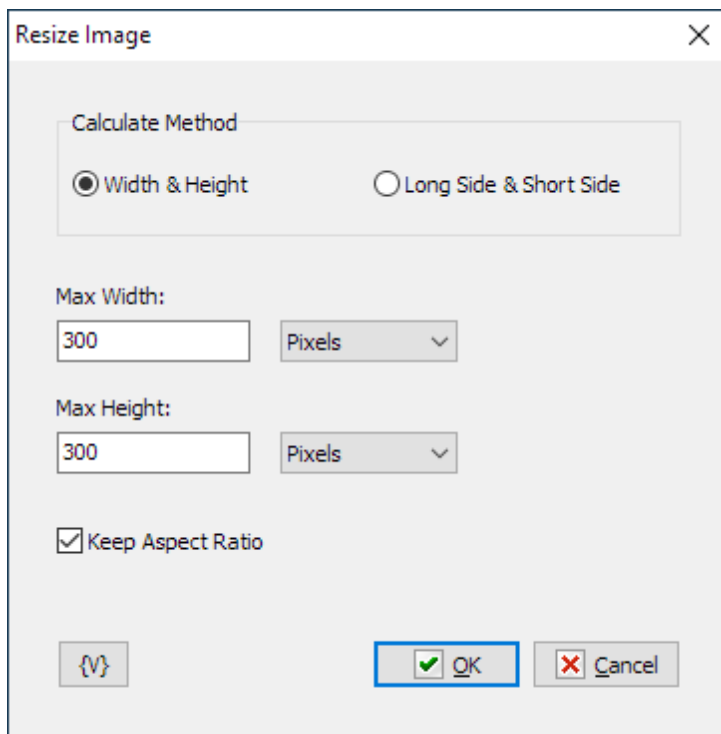 Resize Image
Calculate Method
Width & Height
Long Side & Short Side
Max Width:
300
Pixels
Max Height:
300
Pixels
Keep Aspect Ratio
{V}
OK
Cancel